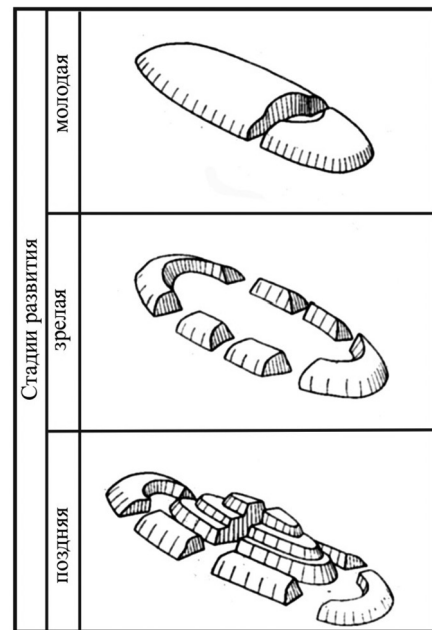 Стадии развития
молодая
зрелая
поздняя